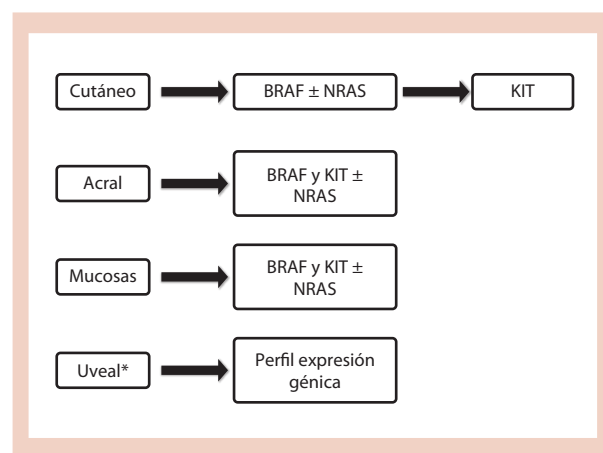 Cutáneo
BRAF ± NRAS
KIT
Acral
BRAF y KIT ±
NRAS
Mucosas
BRAF y KIT ±
NRAS
Uveal*
Perfil expresión
génica